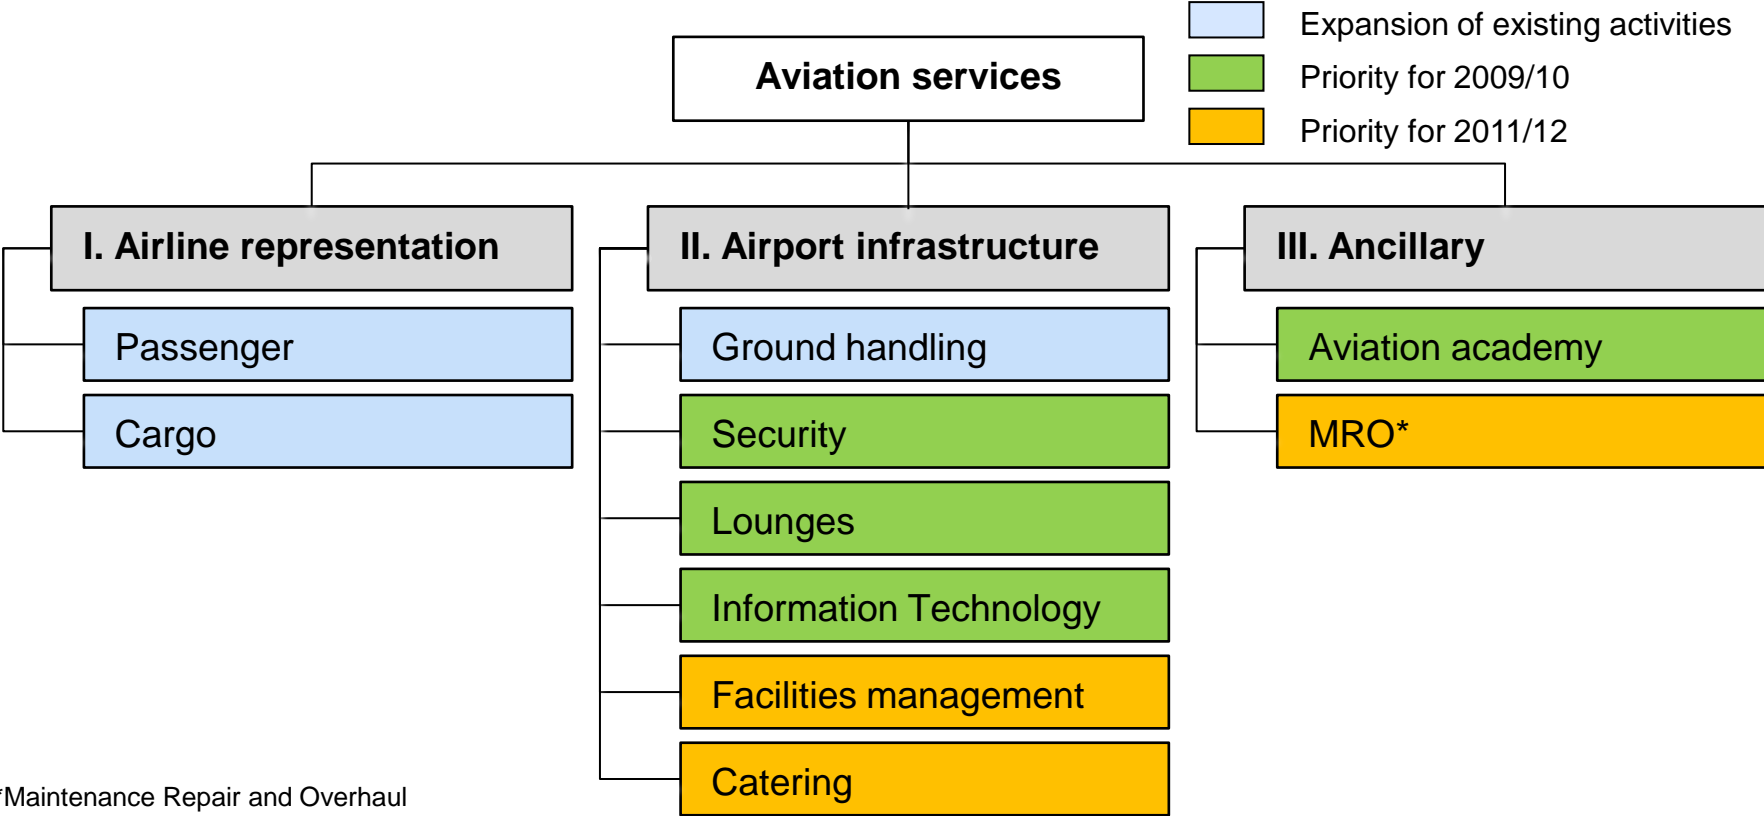 Expansion of existing activities
Priority for 2009/10
Priority for 2011/12
Aviation services
I. Airline representation
Passenger
Cargo
II. Airport infrastructure
Ground handling
Security
Lounges
Information Technology
Facilities management
Catering
III. Ancillary
Aviation academy
MRO*
*Maintenance Repair and Overhaul